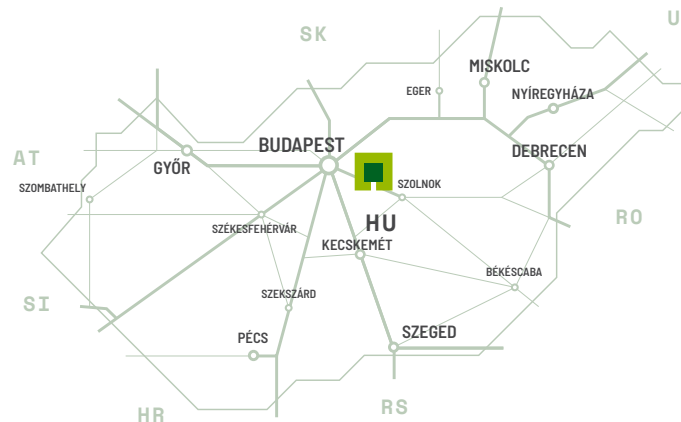 U
SK
MISKOLC
EGER
NYÍREGYHÁZA
BUDAPEST
DEBRECEN
AT
GYŐR
SZOMBATHELY
SZOLNOK
RO
HU
SZÉKESFEHÉRVÁR
KECSKEMÉT
BÉKÉSCABA
SZEKSZÁRD
SI
SZEGED
PÉCS
RS
HR